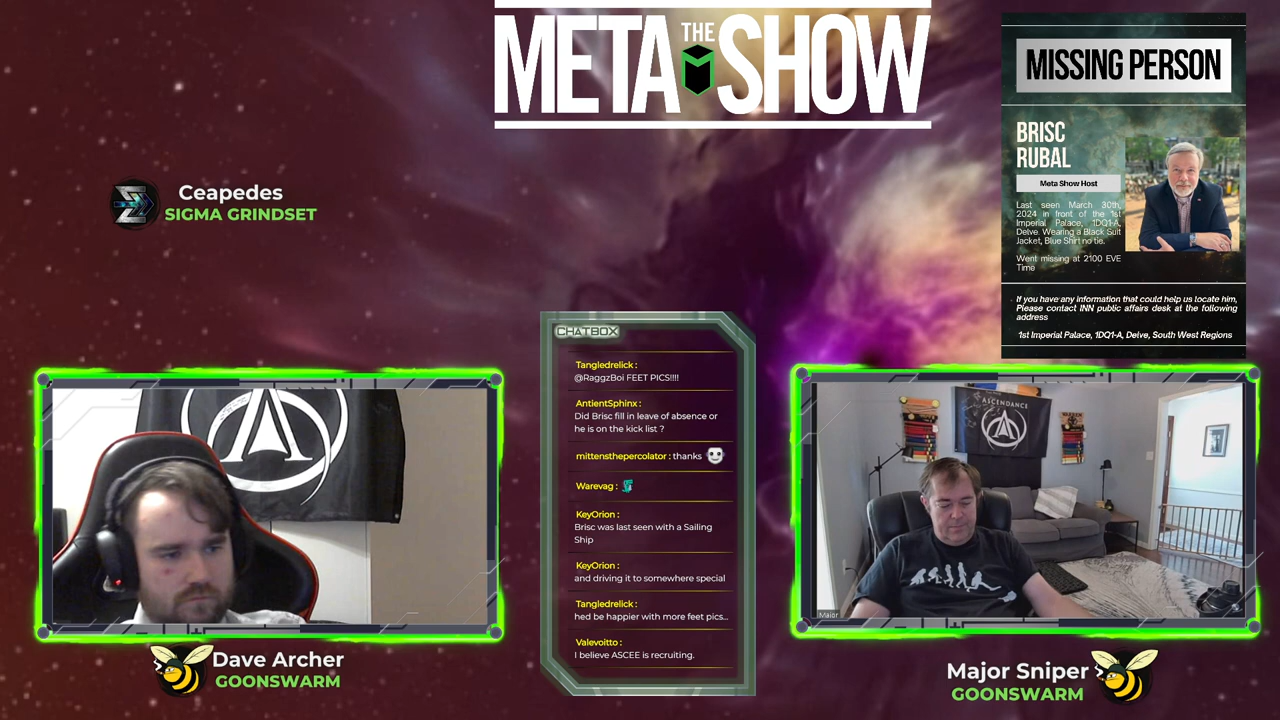 META THE SHOW
MISSING PERSON
BRISC
RUBAL
Meta Show Host
Last seen March 30th,
2024 in front of the 1st
Imperial Palace, 1DQ1-A,
Delve. Wearing a Black Suit
Jacket, Blue Shirt no tie.
Went missing at 2100 EVE
Time
If you have any information that could help us locate him,
Please contact INN public affairs desk at the following
address
1st Imperial Palace, 1DQ1-A, Delve, South West Regions
Ceapedes
SIGMA GRINDSET
CHATBOX
Tangledrelick :
@RaggzBoi FEET PICS!!!!
AntientSphinx :
Did Brisc fill in leave of absence or
he is on the kick list ?
mittensthepercolator : thanks
Warevag :
KeyOrion :
Brisc was last seen with a Sailing
Ship
KeyOrion :
and driving it to somewhere special
Tangledrelick :
hed be happier with more feet pics...
Valevoitto :
I believe ASCEE is recruiting.
ASCENDANCE
Major
Dave Archer
GOONSWARM
Major Sniper
GOONSWARM